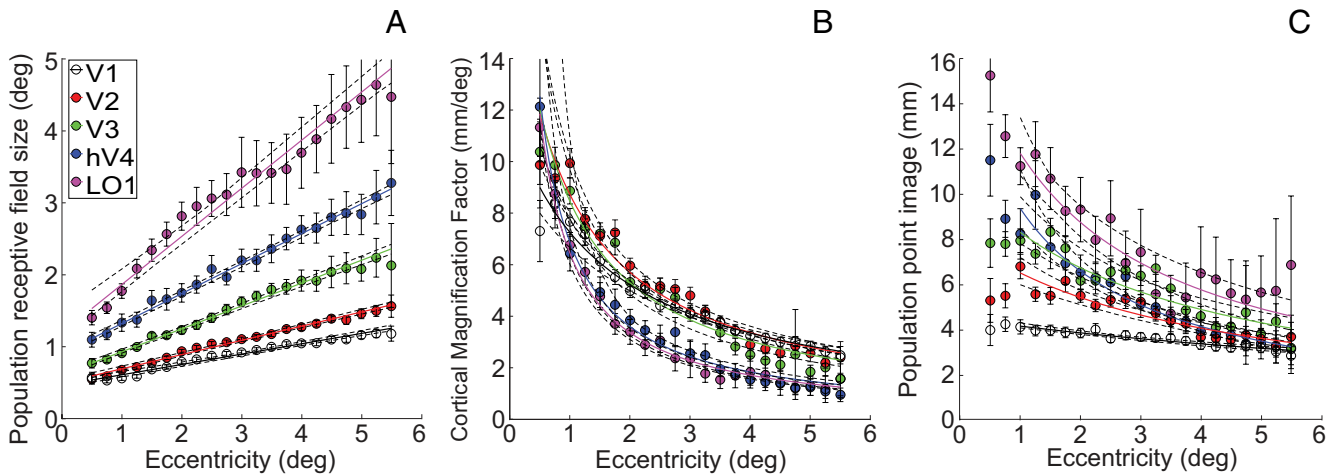 A
Population receptive field size (deg)
5
4
3
2
1
0
V1
V2
V3
hV4
LO1
0 1 2 3 4 5 6
Eccentricity (deg)
B
Cortical Magnification Factor (mm/deg)
14
12
10
8
6
4
2
0
0 1 2 3 4 5 6
Eccentricity (deg)
C
Population point image (mm)
16
14
12
10
8
6
4
2
0
0 1 2 3 4 5 6
Eccentricity (deg)